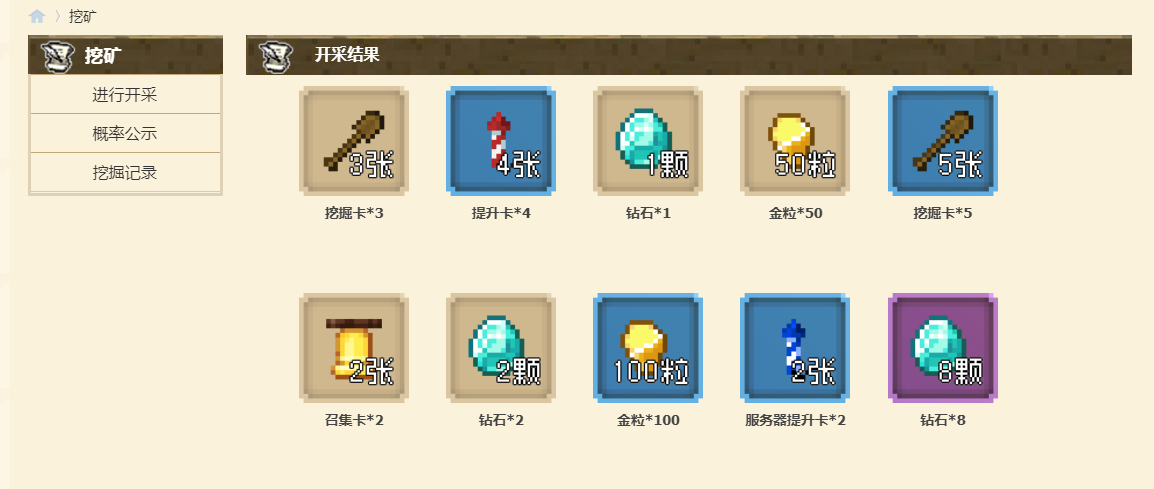 〉挖矿
挖矿
开采结果
进行开采
概率公示
挖掘记录
3张
4张
1颗
50粒
5张
挖掘卡*3
提升卡*4
钻石*1
金粒*50
挖掘卡*5
2张
2颗
100粒
2张
8颗
召集卡*2
钻石*2
金粒*100
服务器提升卡*2
钻石*8